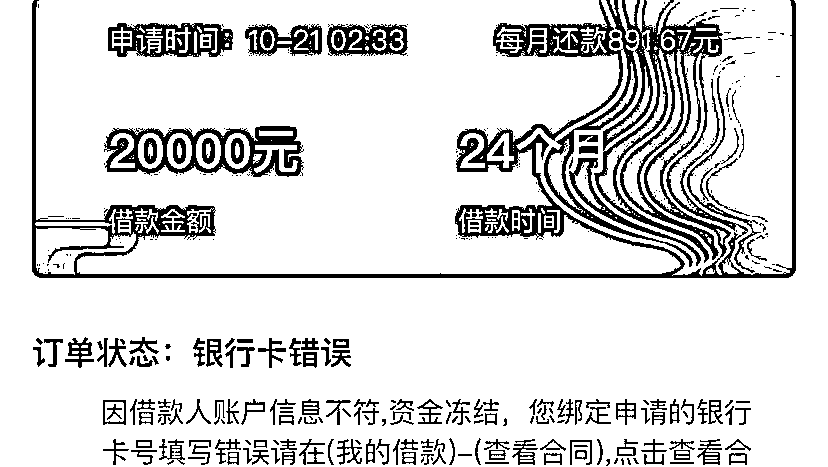 申请时间：10-21 02:33 每月还款891.67元
20000元 24个月
借款金额 借款时间
订单状态：银行卡错误
因借款人账户信息不符,资金冻结，您绑定申请的银行
卡号填写错误请在(我的借款)-(查看合同),点击查看合